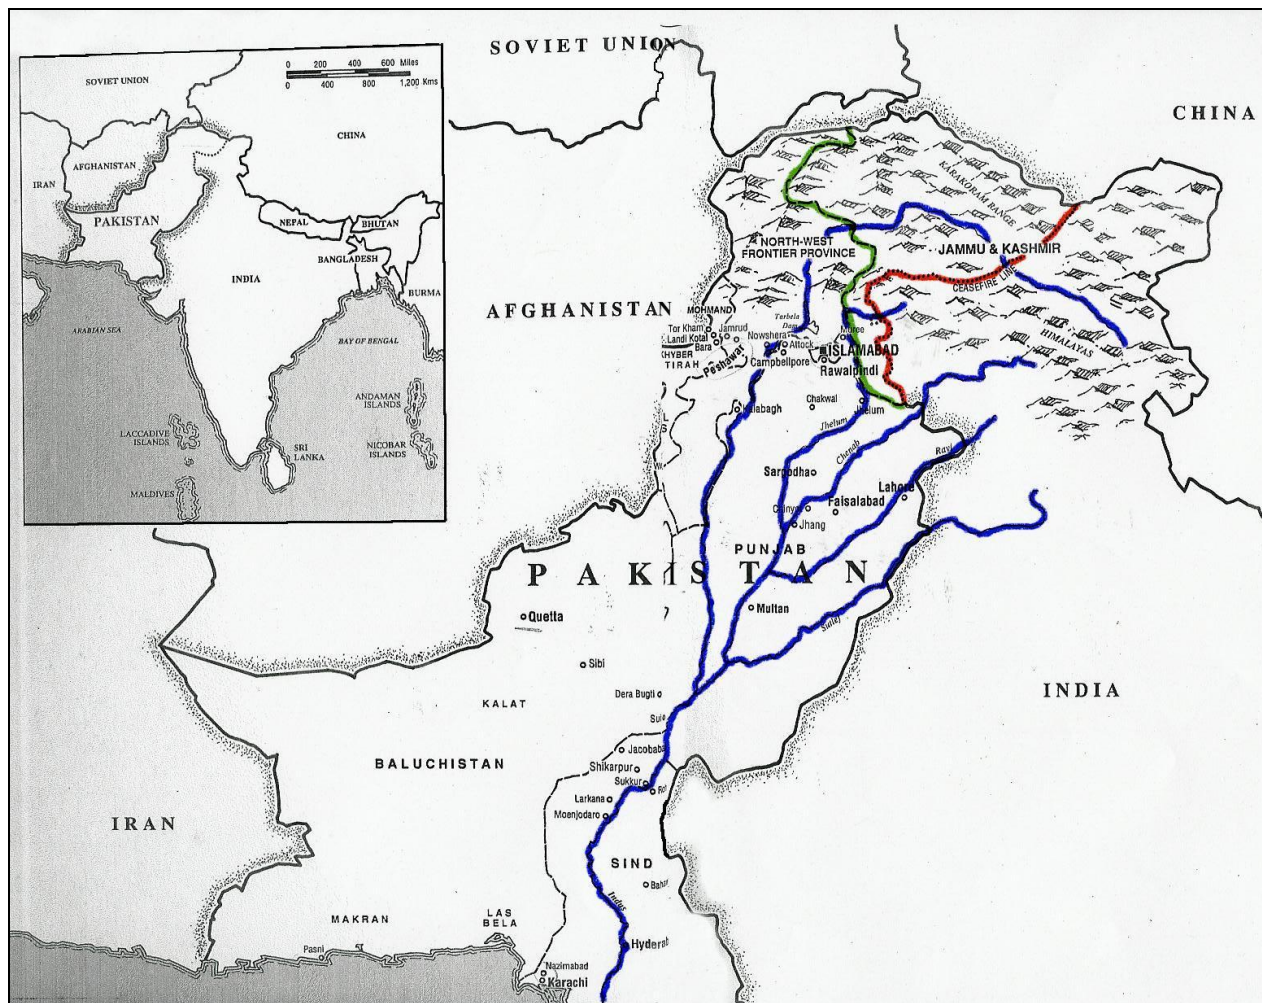 SOVIET UNION
CHINA
0 200 400 600 Miles
0 400 800 1,200 Kms
SOVIET UNION
CHINA
AFGHANISTAN
IRAN
PAKISTAN
NEPAL
BHUTAN
BANGLADESH
INDIA
BURMA
ARABIAN SEA
BAY OF BENGAL
ANDAMAN
ISLANDS
LACCADIVE
ISLANDS
NICOBAR
ISLANDS
SRI
LANKA
MALDIVES
KARAKORAM RANGE
NORTH-WEST
FRONTIER PROVINCE
JAMMU & KASHMIR
CEASEFIRE LINE
HIMALAYAS
AFGHANISTAN
MOHMAND
Tarbela
Dam
Tor Kham
Jamrud
Landi Kotal
Bara
Nowshera
Attock
Murree
ISLAMABAD
KHYBER
TIRAH
Peshawar
Campbellpore
Rawalpindi
Kalabagh
Chakwal
Jhelum
Jhelum
Chenab
Ravi
Sargodha
Lahore
Faisalabad
Jhang
PUNJAB
PAKISTAN
Quetta
Multan
Sutlej
Sibi
Dera Bugti
Sui
KALAT
INDIA
Jacobaba
BALUCHISTAN
Shikarpur
Sukkur
Larkana
Moenjodaro
IRAN
SIND
Bahar
Indus
MAKRAN
LAS
BELA
Hyderab
Pasni
Nazimabad
Karachi